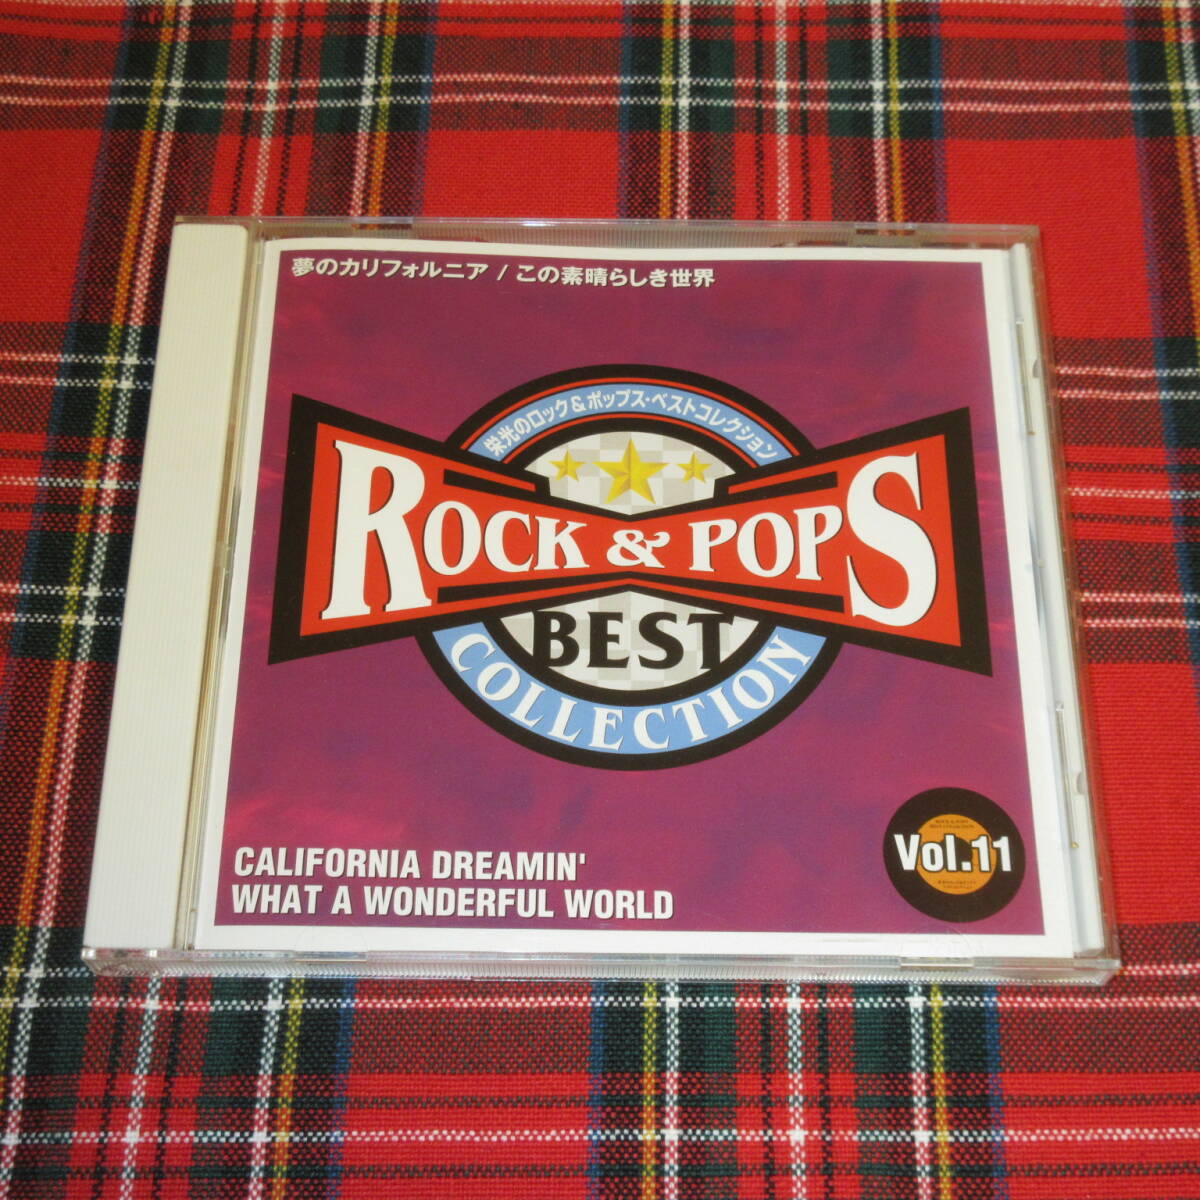 夢のカリフォルニア / この素晴らしき世界
栄光のロック&ポップス・ベストコレクション
ROCK & POPS
BEST
COLLECTION
Vol.11
CALIFORNIA DREAMIN'
WHAT A WONDERFUL WORLD